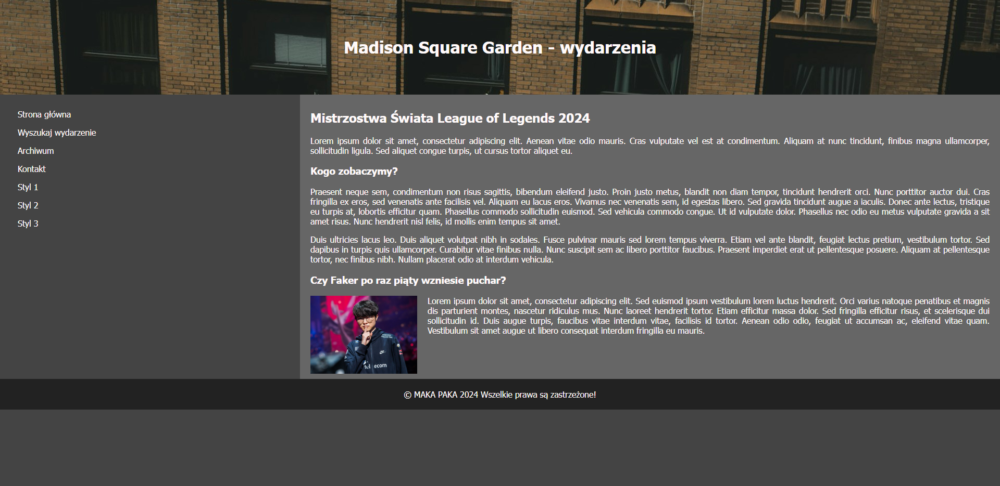 Madison Square Garden - wydarzenia
Strona główna
Wyszukaj wydarzenie
Archiwum
Kontakt
Styl 1
Styl 2
Styl 3
Mistrzostwa Świata League of Legends 2024
Lorem ipsum dolor sit amet, consectetur adipiscing elit. Aenean vitae odio mauris. Cras vulputate vel est at condimentum. Aliquam at nunc tincidunt, finibus magna ullamcorper,
sollicitudin ligula. Sed aliquet congue turpis, ut cursus tortor aliquet eu.
Kogo zobaczymy?
Praesent neque sem, condimentum non risus sagittis, bibendum eleifend justo. Proin justo metus, blandit non diam tempor, tincidunt hendrerit orci. Nunc porttitor auctor dui. Cras
fringilla ex eros, sed venenatis ante facilisis vel. Aliquam eu lacus eros. Vivamus nec venenatis sem, id egestas libero. Sed gravida tincidunt augue a iaculis. Donec ante lectus, tristique
eu turpis at, lobortis efficitur quam. Phasellus commodo sollicitudin euismod. Sed vehicula commodo congue. Ut id vulputate dolor. Phasellus nec odio eu metus vulputate gravida a sit
amet risus. Nunc hendrerit nisl felis, id mollis enim tempus sit amet.
Duis ultricies lacus leo. Duis aliquet volutpat nibh in sodales. Fusce pulvinar mauris sed lorem tempus viverra. Etiam vel ante blandit, feugiat lectus pretium, vestibulum tortor. Sed
dapibus in turpis quis ullamcorper. Curabitur vitae finibus nulla. Nunc suscipit sem ac libero porttitor faucibus. Praesent imperdiet erat ut pellentesque posuere. Aliquam at pellentesque
tortor, nec finibus nibh. Nullam placerat odio at interdum vehicula.
Czy Faker po raz piąty wzniesie puchar?
Lorem ipsum dolor sit amet, consectetur adipiscing elit. Sed euismod ipsum vestibulum lorem luctus hendrerit. Orci varius natoque penatibus et magnis
dis parturient montes, nascetur ridiculus mus. Nunc laoreet hendrerit tortor. Etiam efficitur massa dolor. Sed fringilla efficitur risus, et scelerisque dui
sollicitudin id. Duis augue turpis, faucibus vitae interdum vitae, facilisis id tortor. Aenean odio odio, feugiat ut accumsan ac, eleifend vitae quam.
Vestibulum sit amet augue ut libero consequat interdum fringilla eu mauris.
© MAKA PAKA 2024 Wszelkie prawa są zastrzeżone!